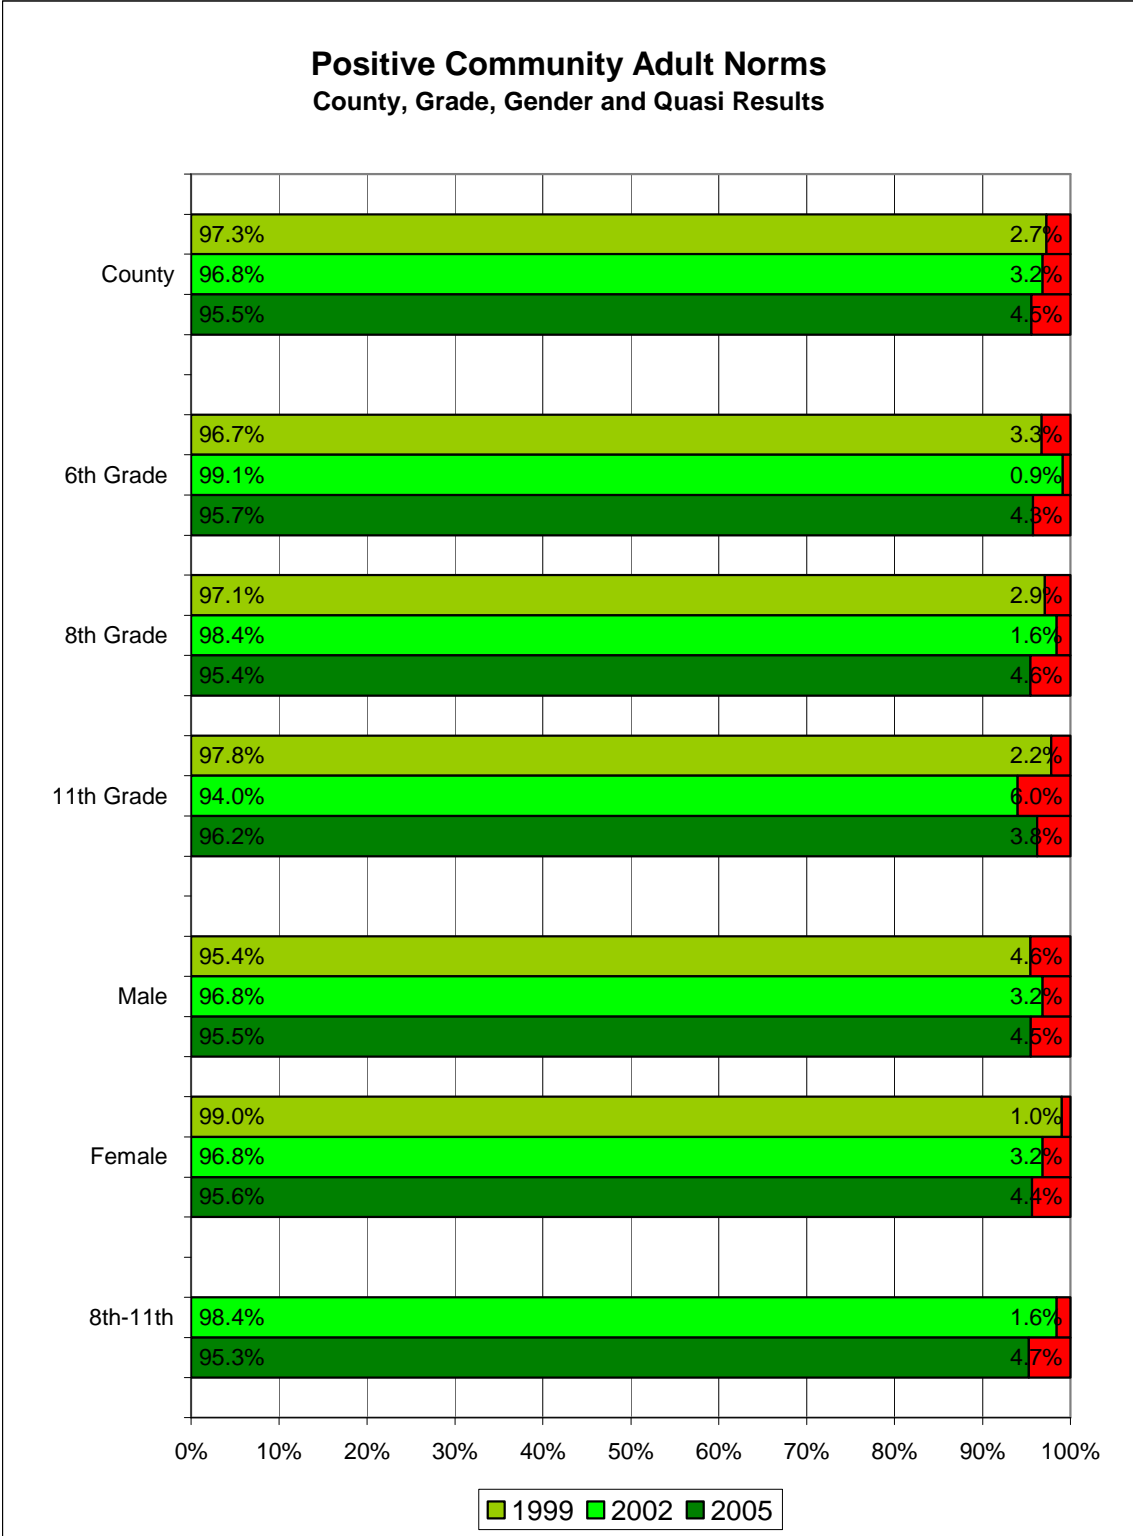 Positive Community Adult Norms
County, Grade, Gender and Quasi Results
97.3% 2.7%
County 96.8% 3.2%
95.5% 4.5%
96.7% 3.3%
6th Grade 99.1% 0.9%
95.7% 4.3%
97.1% 2.9%
8th Grade 98.4% 1.6%
95.4% 4.6%
97.8% 2.2%
11th Grade 94.0% 6.0%
96.2% 3.8%
95.4% 4.6%
Male 96.8% 3.2%
95.5% 4.5%
99.0% 1.0%
Female 96.8% 3.2%
95.6% 4.4%
8th-11th 98.4% 1.6%
95.3% 4.7%
0% 10% 20% 30% 40% 50% 60% 70% 80% 90% 100%
1999 2002 2005